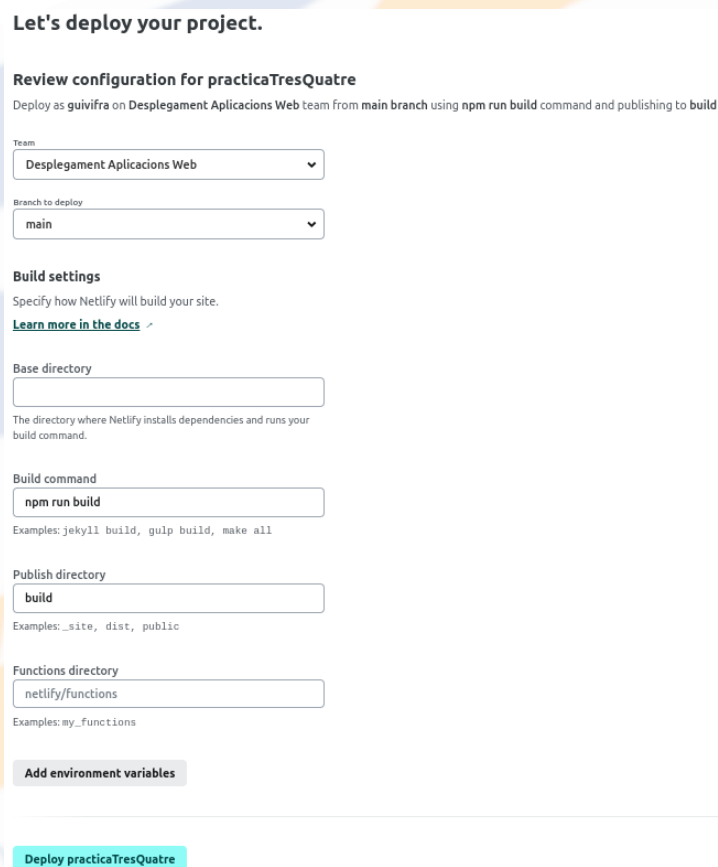 Let's deploy your project.
Review configuration for practicaTresQuatre
Deploy as guivifra on Desplegament Aplicacions Web team from main branch using npm run build command and publishing to build
Team
Desplegament Aplicacions Web
Branch to deploy
main
Build settings
Specify how Netlify will build your site.
Learn more in the docs ↗
Base directory
The directory where Netlify installs dependencies and runs your
build command.
Build command
npm run build
Examples: jekyll build, gulp build, make all
Publish directory
build
Examples: _site, dist, public
Functions directory
netlify/functions
Examples: my_functions
Add environment variables
Deploy practicaTresQuatre